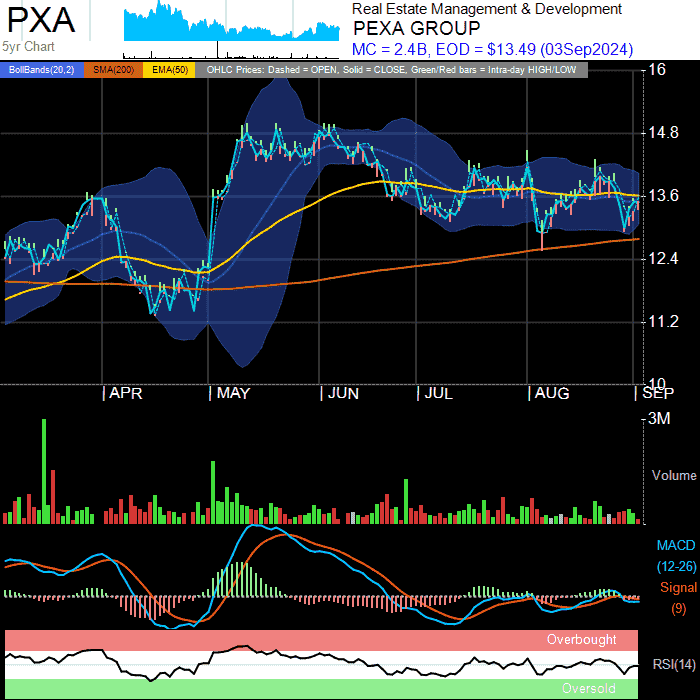 PXA
5yr Chart
Real Estate Management & Development
PEXA GROUP
MC = 2.4B, EOD = $13.49 (03Sep2024)
BollBands(20,2) SMA(200) EMA(50) OHLC Prices: Dashed = OPEN, Solid = CLOSE, Green/Red bars = Intra-day HIGH/LOW
16
14.8
13.6
12.4
11.2
10
APR MAY JUN JUL AUG SEP
3M
Volume
MACD
(12-26)
Signal
(9)
Overbought
RSI(14)
Oversold